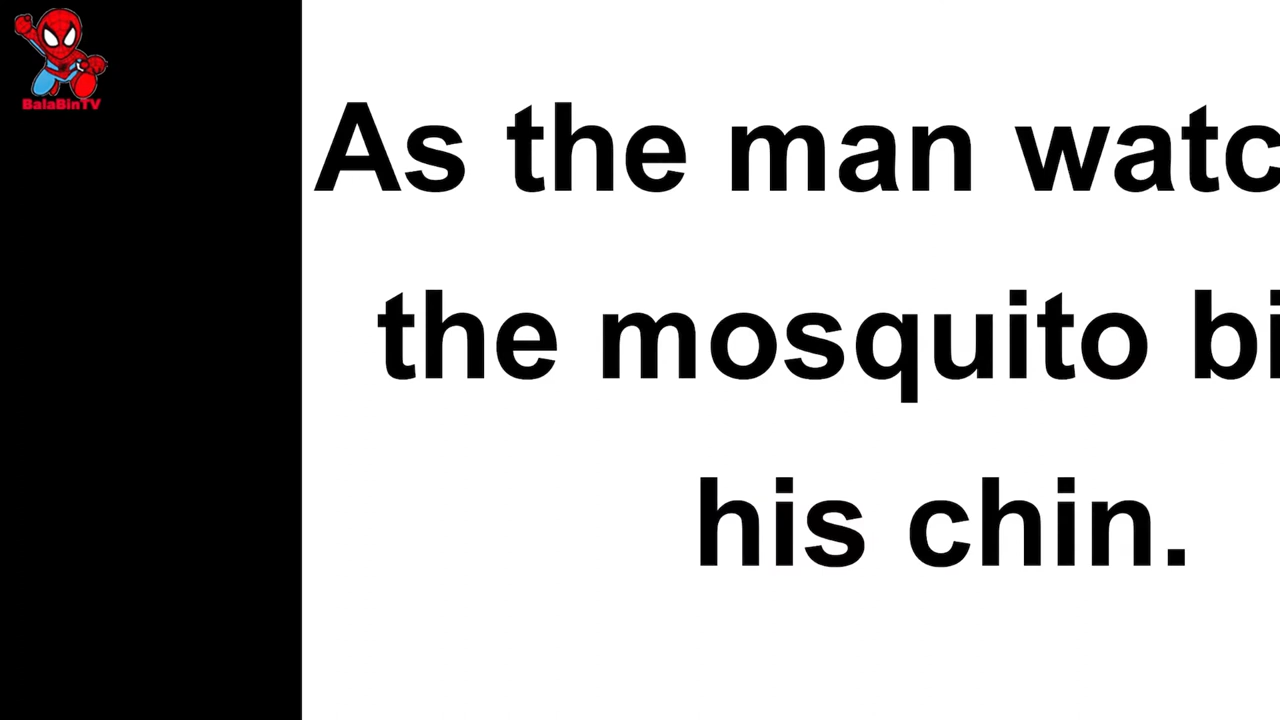 BalaBinTV
As the man watc
the mosquito bi
his chin.